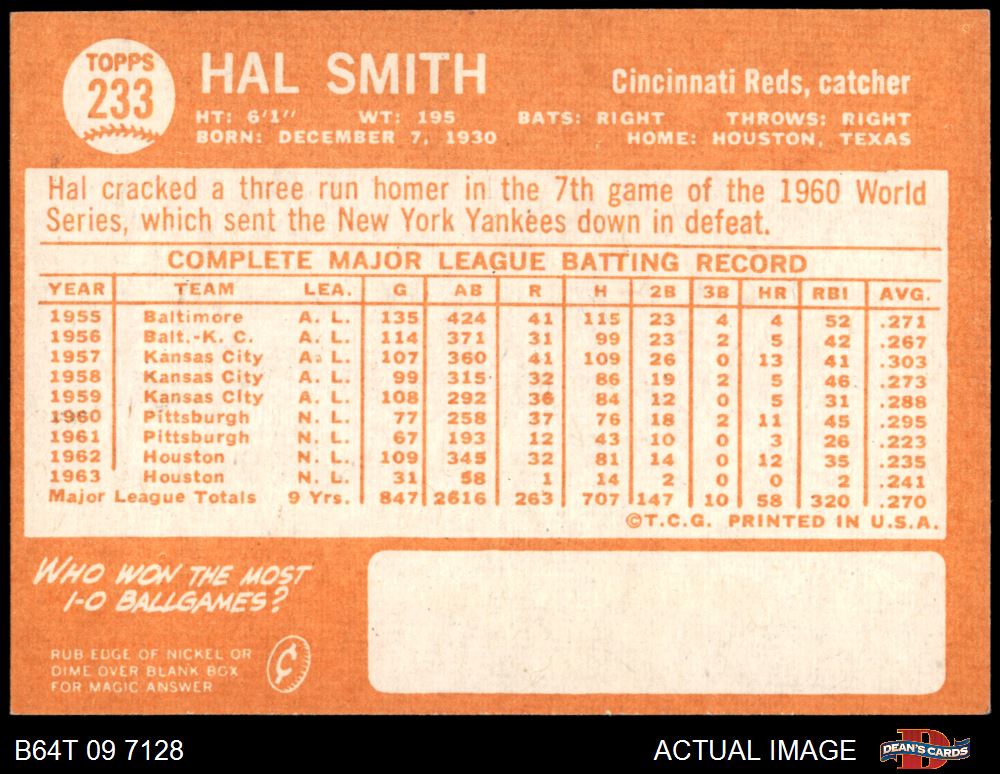 TOPPS
233
HAL SMITH
Cincinnati Reds, catcher
HT: 6'1" WT: 195 BATS: RIGHT THROWS: RIGHT
BORN: DECEMBER 7, 1930 HOME: HOUSTON, TEXAS
Hal cracked a three run homer in the 7th game of the 1960 World
Series, which sent the New York Yankees down in defeat.
COMPLETE MAJOR LEAGUE BATTING RECORD
YEAR TEAM LEA. G AB R H 2B 3B HR RBI AVG.
1955 Baltimore A. L. 135 424 41 115 23 4 4 52 .271
1956 Balt.-K. C. A. L. 114 371 31 99 23 2 5 42 .267
1957 Kansas City A. L. 107 360 41 109 26 0 13 41 .303
1958 Kansas City A. L. 99 315 32 86 19 2 5 46 .273
1959 Kansas City A. L. 108 292 36 84 12 0 5 31 .288
1960 Pittsburgh N. L. 77 258 37 76 18 2 11 45 .295
1961 Pittsburgh N. L. 67 193 12 43 10 0 3 26 .223
1962 Houston N. L. 109 345 32 81 14 0 12 35 .235
1963 Houston N. L. 31 58 1 14 2 0 0 2 .241
Major League Totals 9 Yrs. 847 2616 263 707 147 10 58 320 .270
©T.C.G. PRINTED IN U.S.A.
WHO WON THE MOST
1-0 BALLGAMES?
RUB EDGE OF NICKEL OR
DIME OVER BLANK BOX
FOR MAGIC ANSWER
¢
B64T 09 7128
ACTUAL IMAGE
DEAN'S CARDS